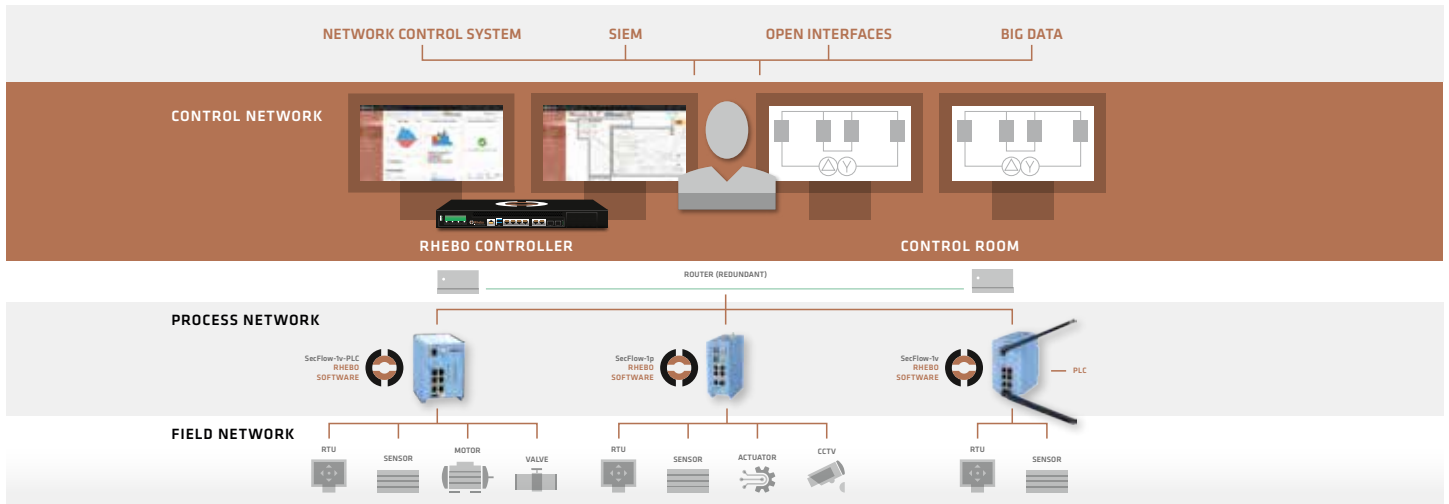 NETWORK CONTROL SYSTEM
SIEM
OPEN INTERFACES
BIG DATA
CONTROL NETWORK
RHEBO CONTROLLER
CONTROL ROOM
ROUTER (REDUNDANT)
PROCESS NETWORK
SecFlow-1v-PLC
RHEBO
SOFTWARE
SecFlow-1p
RHEBO
SOFTWARE
SecFlow-1v
RHEBO
SOFTWARE
PLC
FIELD NETWORK
RTU
SENSOR
MOTOR
VALVE
RTU
SENSOR
ACTUATOR
CCTV
RTU
SENSOR